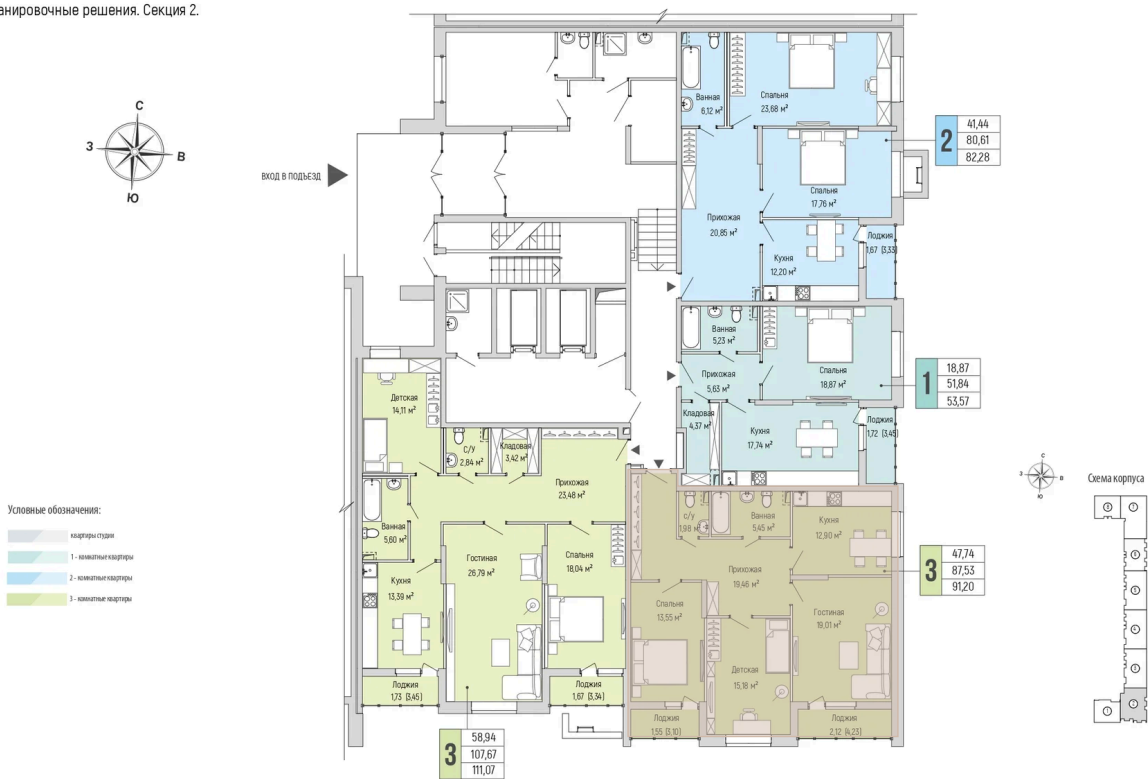 анировочные решения. Секция 2.
С
З
В
Ю
ВХОД В ПОДЪЕЗД
Ванная
6,12 м²
Спальня
23,68 м²
2
41,44
80,61
82,28
Спальня
17,76 м²
Прихожая
20,85 м²
Кухня
12,20 м²
Лоджия
1,67 (3,33)
Ванная
5,23 м²
Прихожая
5,63 м²
Спальня
18,87 м²
1
18,87
51,84
53,57
Кладовая
4,37 м²
Кухня
17,74 м²
Лоджия
1,72 (3,45)
Детская
14,11 м²
С/У
2,84 м²
Кладовая
3,42 м²
Прихожая
23,48 м²
Ванная
5,60 м²
Гостиная
26,79 м²
Спальня
18,04 м²
Кухня
13,39 м²
Лоджия
1,73 (3,45)
Лоджия
1,67 (3,34)
3
58,94
107,67
111,07
с/у
1,98 м²
Ванная
5,45 м²
Кухня
12,90 м²
Прихожая
19,46 м²
Спальня
13,55 м²
Гостиная
19,01 м²
Детская
15,18 м²
Лоджия
1,55 (3,10)
Лоджия
2,12 (4,23)
3
47,74
87,53
91,20
Условные обозначения:
квартиры студии
1 - комнатные квартиры
2 - комнатные квартиры
3 - комнатные квартиры
С
З
В
Ю
Схема корпуса